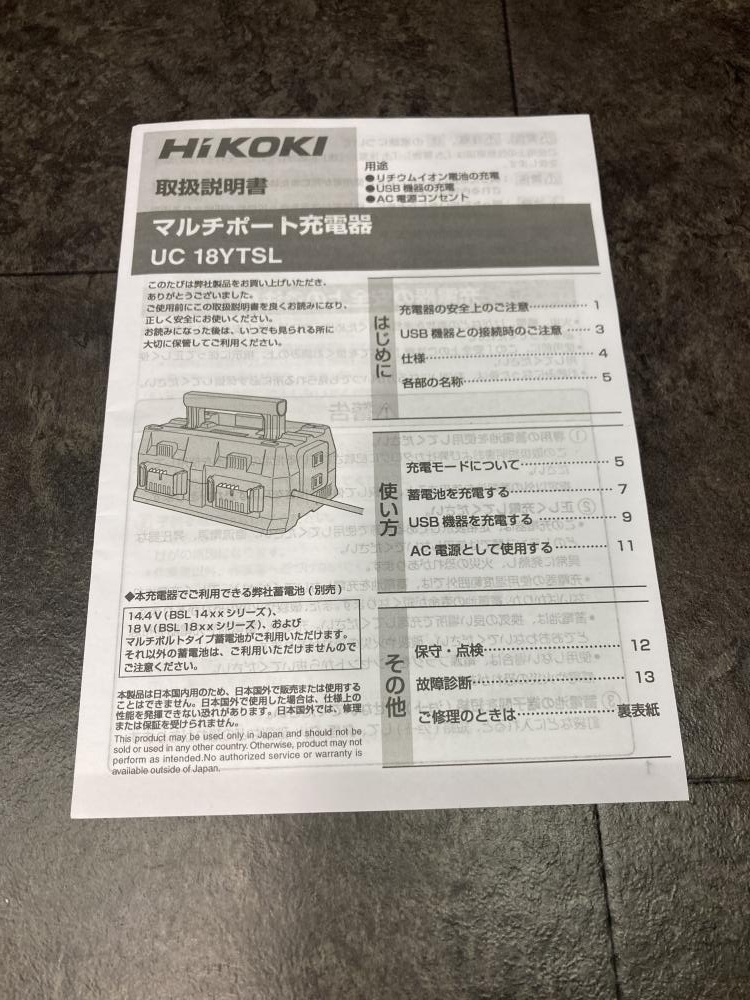 HiKOKI
取扱説明書
用途
●リチウムイオン電池の充電
●USB 機器の充電
●AC 電源コンセント
マルチポート充電器
UC 18YTSL
このたびは弊社製品をお買い上げいただき、
ありがとうございました。
ご使用前にこの取扱説明書を良くお読みになり、
正しく安全にお使いください。
お読みになった後は、いつでも見られる所に
大切に保管してご利用ください。
はじめに
充電器の安全上のご注意 1
USB 機器との接続時のご注意 3
仕様 4
各部の名称 5
使い方
充電モードについて 5
蓄電池を充電する 7
USB 機器を充電する 9
AC 電源として使用する 11
その他
保守・点検 12
故障診断 13
ご修理のときは 裏表紙
◆本充電器でご利用できる弊社蓄電池（別売）
14.4 V（BSL 14xx シリーズ）、
18 V（BSL 18xx シリーズ）、および
マルチボルトタイプ蓄電池がご利用いただけます。
それ以外の蓄電池は、ご利用いただけませんので
ご注意ください。
本製品は日本国内用のため、日本国外で販売または使用する
ことはできません。日本国外で使用した場合は、仕様上の
性能を発揮できない恐れがあります。日本国外では、修理
または保証を受けられません。
This product may be used only in Japan and should not be
sold or used in any other country. Otherwise, product may not
perform as intended.No authorized service or warranty is
available outside of Japan.